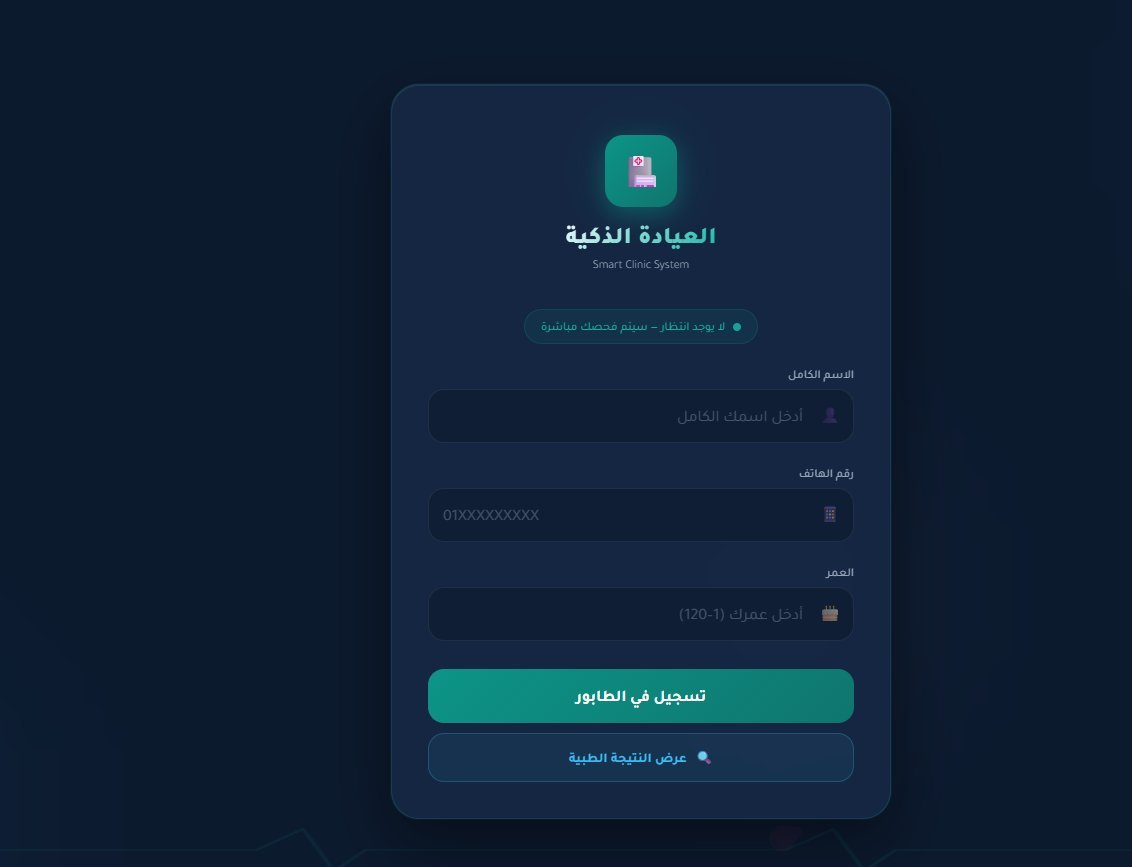 العيادة الذكية
Smart Clinic System
لا يوجد انتظار — سيتم فحصك مباشرة
الاسم الكامل
أدخل اسمك الكامل
رقم الهاتف
01XXXXXXXXX
العمر
أدخل عمرك (1-120)
تسجيل في الطابور
عرض النتيجة الطبية